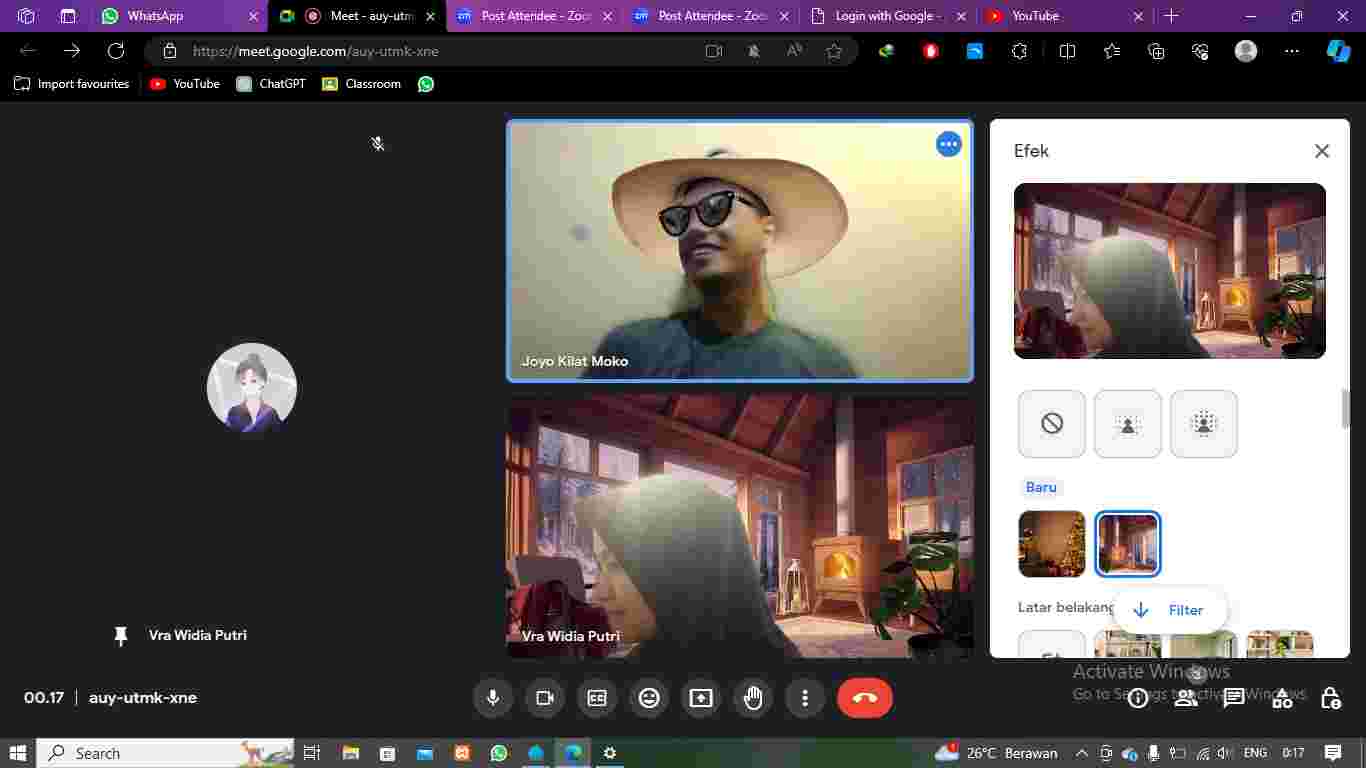 WhatsApp
Meet - auy-utm
Post Attendee - Zoo
Post Attendee - Zoo
Login with Google -
YouTube
https://meet.google.com/auy-utmk-xne
Import favourites
YouTube
ChatGPT
Classroom
Efek
Joyo Kilat Moko
Baru
Latar belakang
Filter
Vra Widia Putri
Vra Widia Putri
Activate Windows
Go to Settings to activate Windows.
00.17
auy-utmk-xne
3
Search
26°C Berawan
ENG
0:17